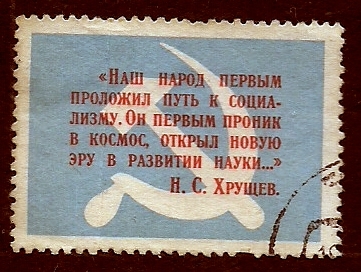 «Наш народ первым
проложил путь к социа-
лизму. Он первым проник
в космос, открыл новую
эру в развитии науки...»
Н. С. Хрущев.